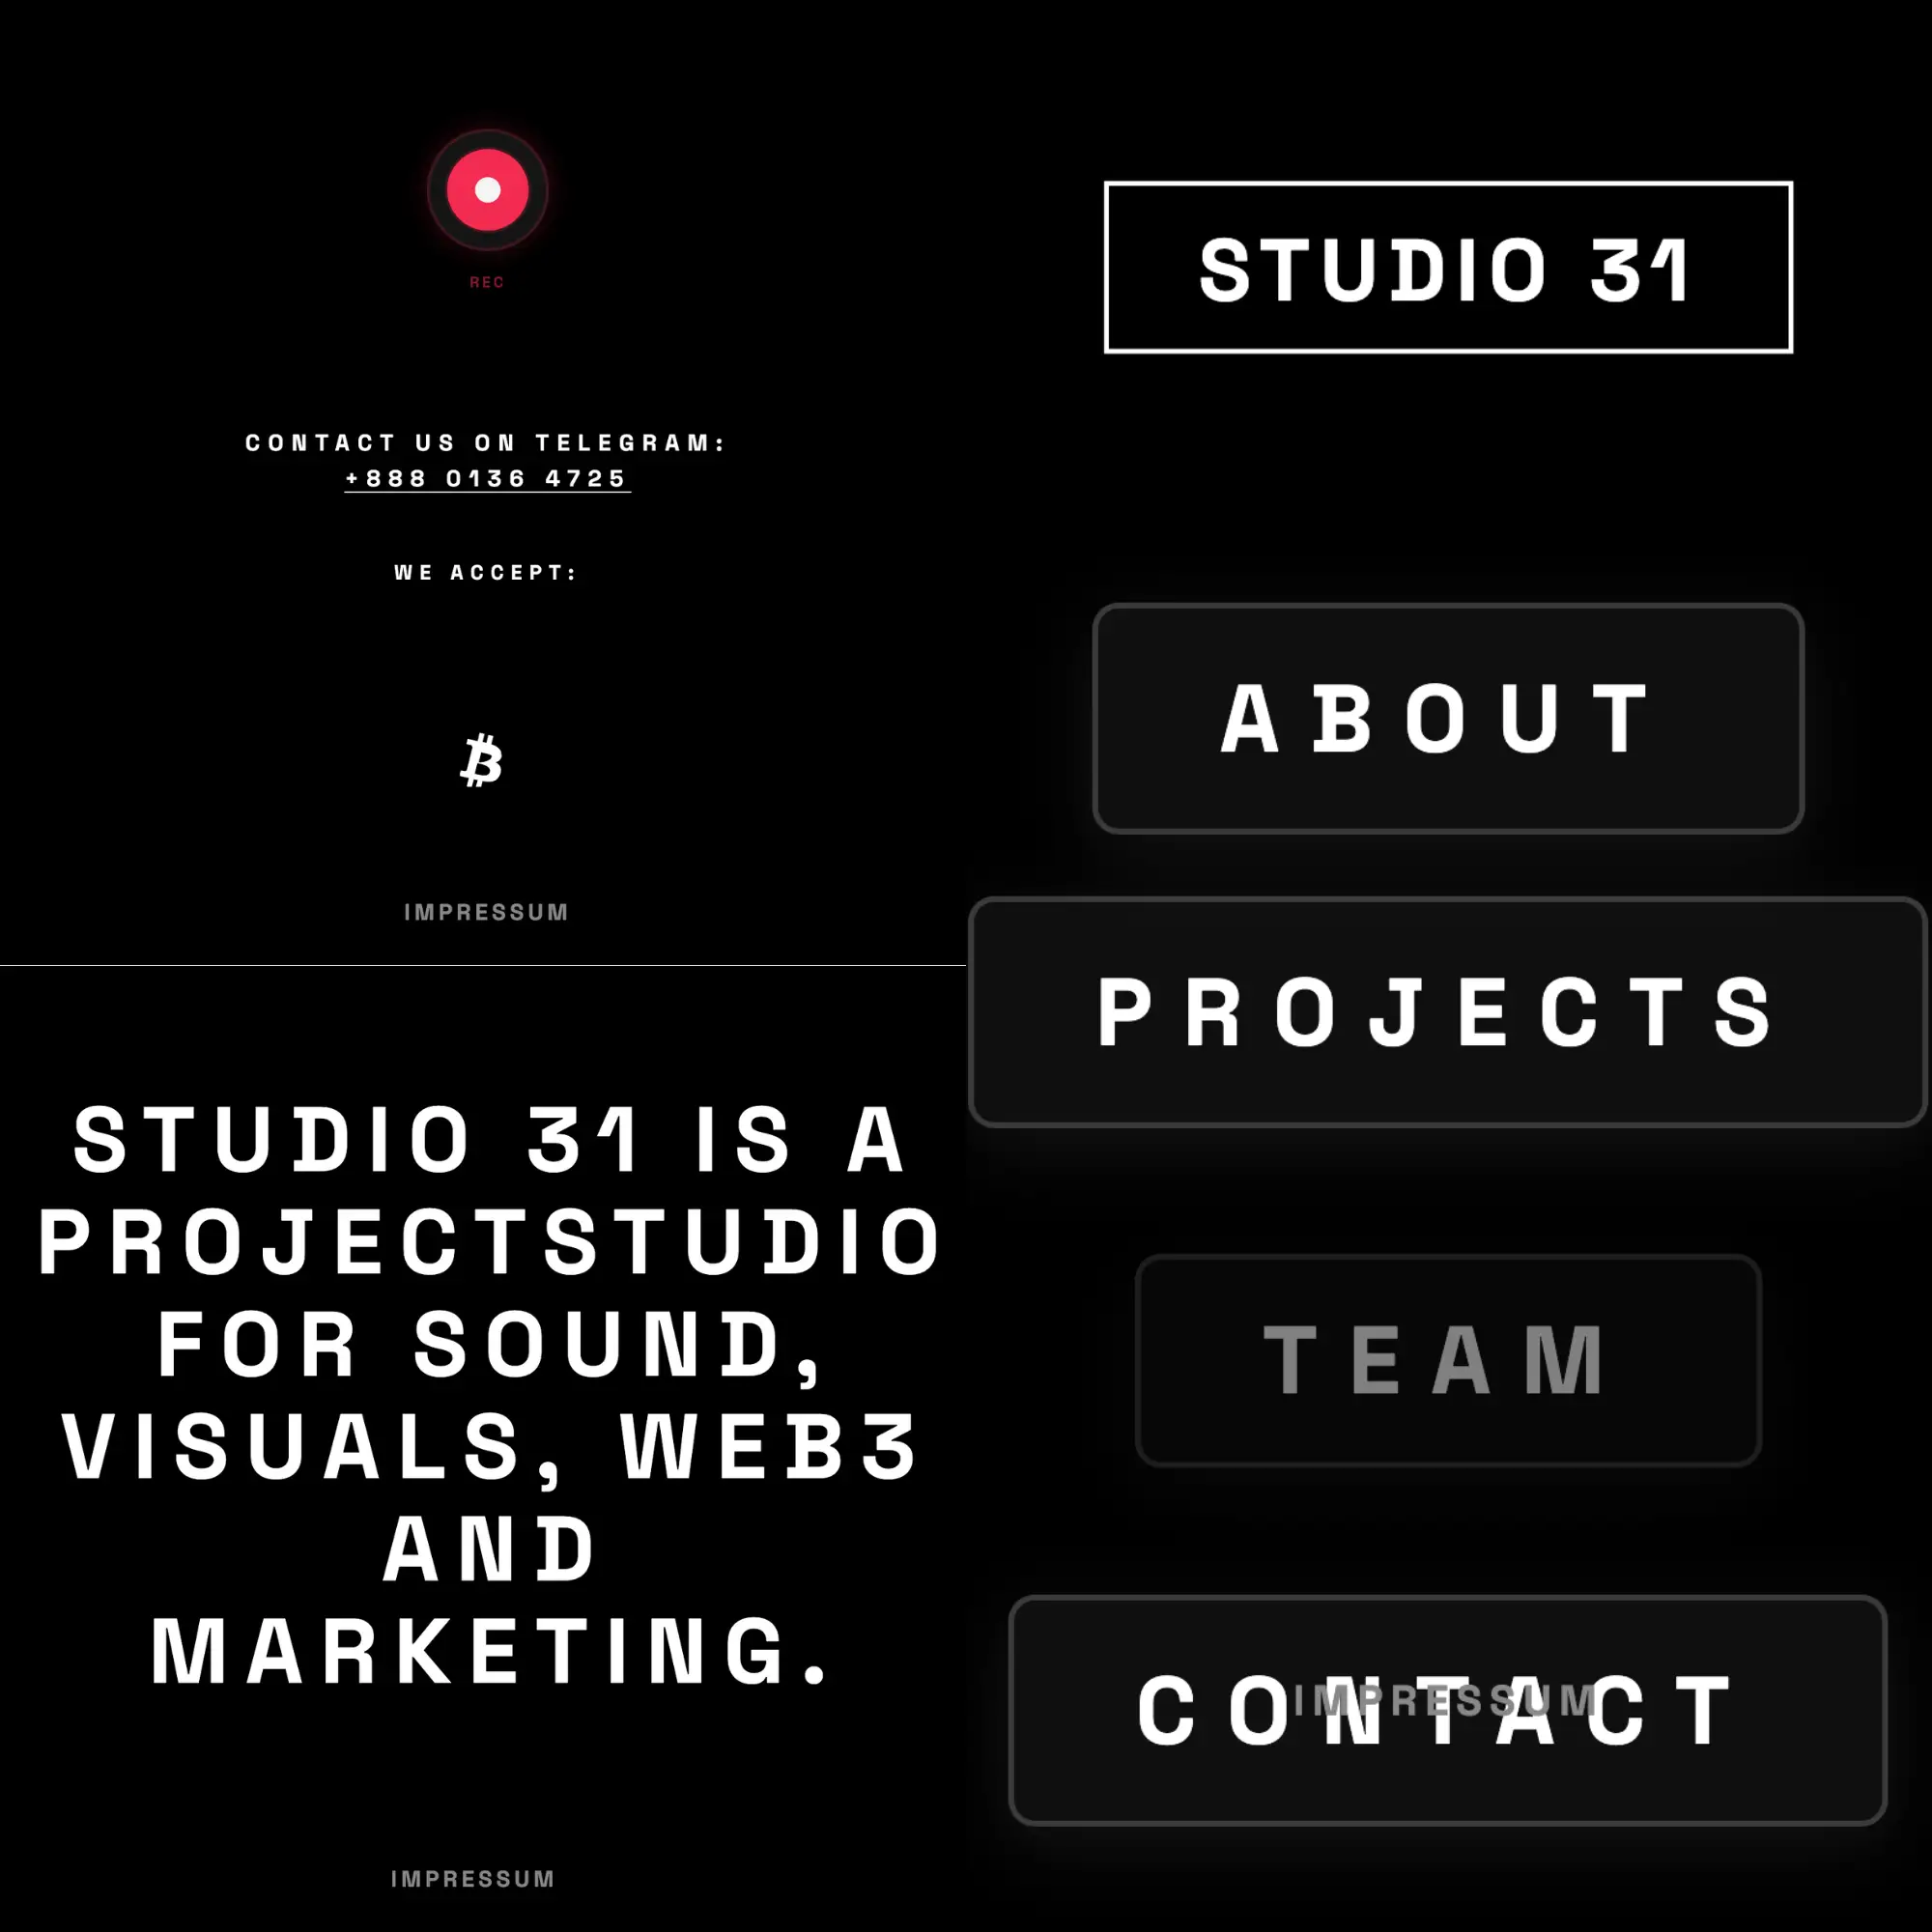 REC
CONTACT US ON TELEGRAM:
+888 0136 4725
WE ACCEPT:
IMPRESSUM
STUDIO 31 IS A
PROJECTSTUDIO
FOR SOUND,
VISUALS, WEB3
AND
MARKETING.
IMPRESSUM
STUDIO 31
ABOUT
PROJECTS
TEAM
CONTACT
IMPRESSUM